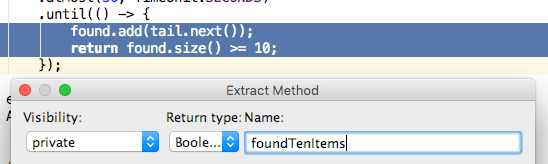 .until(() -> {
found.add(tail.next());
return found.size() >= 10;
});
Extract Method
Visibility: Return type: Name:
private Boole... foundTenItems